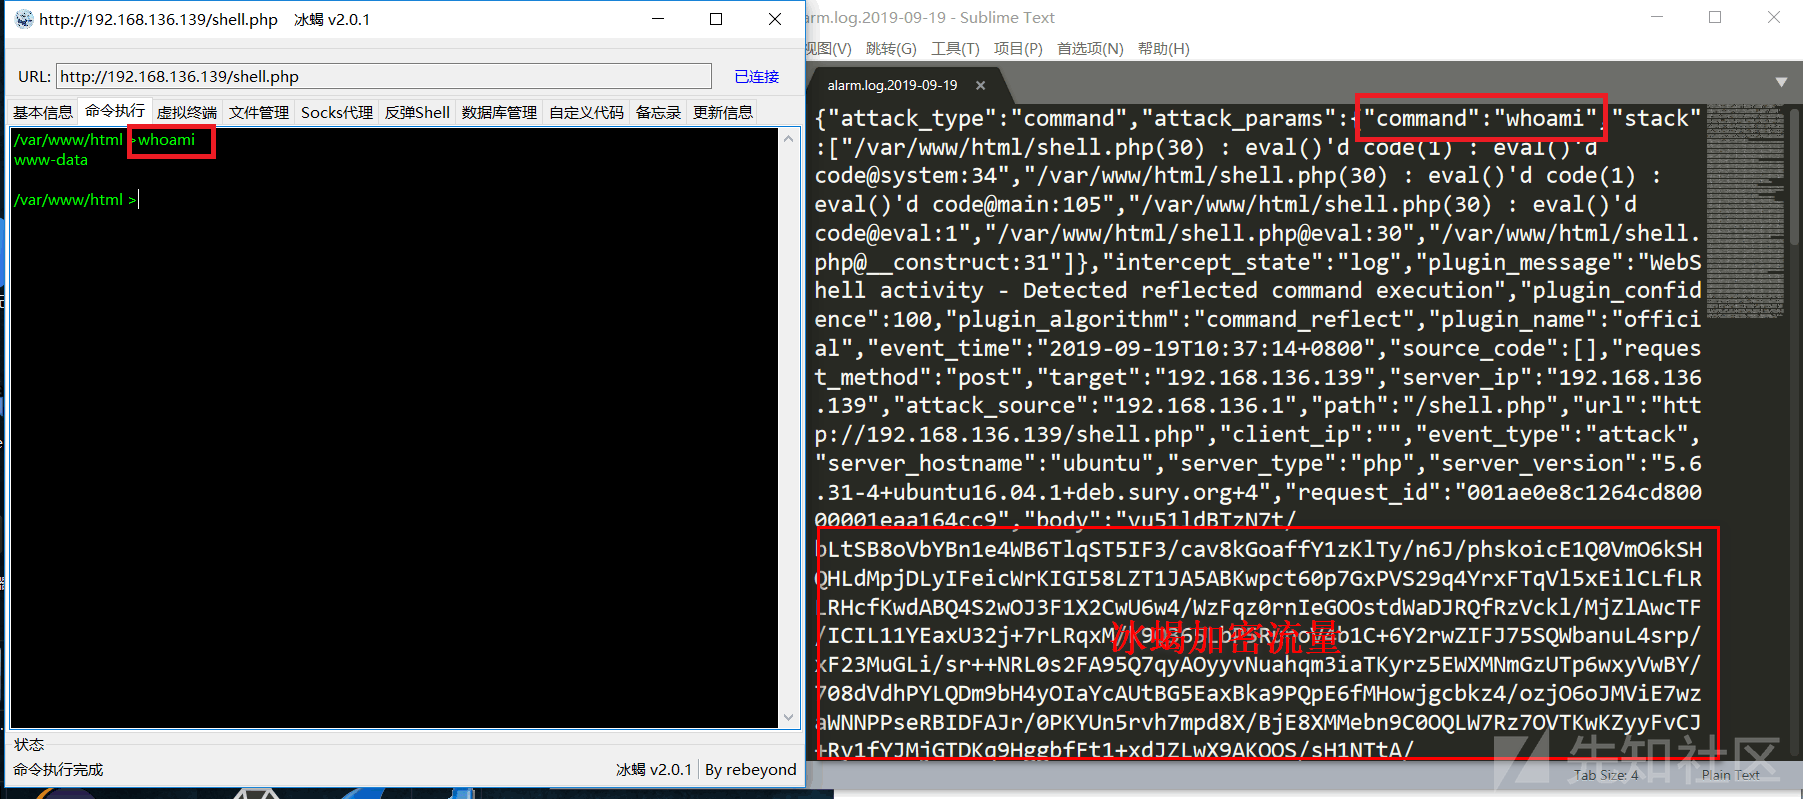 http://192.168.136.139/shell.php 冰蝎 v2.0.1
URL: http://192.168.136.139/shell.php 已连接
基本信息 命令执行 虚拟终端 文件管理 Socks代理 反弹Shell 数据库管理 自定义代码 备忘录 更新信息
/var/www/html >whoami
www-data
/var/www/html >
状态
命令执行完成
冰蝎 v2.0.1 By rebeyond
arm.log.2019-09-19 - Sublime Text
视图(V) 跳转(G) 工具(T) 项目(P) 首选项(N) 帮助(H)
alarm.log.2019-09-19
{"attack_type":"command","attack_params":{"command":"whoami","stack"
:["/var/www/html/shell.php(30) : eval()'d code(1) : eval()'d
code@system:34","/var/www/html/shell.php(30) : eval()'d code(1) :
eval()'d code@main:105","/var/www/html/shell.php(30) : eval()'d
code@eval:1","/var/www/html/shell.php@eval:30","/var/www/html/shell.
php@__construct:31"]},"intercept_state":"log","plugin_message":"WebS
hell activity - Detected reflected command execution","plugin_confid
ence":100,"plugin_algorithm":"command_reflect","plugin_name":"offici
al","event_time":"2019-09-19T10:37:14+0800","source_code":[],"reques
t_method":"post","target":"192.168.136.139","server_ip":"192.168.136
.139","attack_source":"192.168.136.1","path":"/shell.php","url":"htt
p://192.168.136.139/shell.php","client_ip":"","event_type":"attack",
"server_hostname":"ubuntu","server_type":"php","server_version":"5.6
.31-4+ubuntu16.04.1+deb.sury.org+4","request_id":"001ae0e8c1264cd800
00001eaa164cc9","body":"vu51ldBTzN7t/
bLtSB8oVbYBn1e4WB6TlqST5IF3/cav8kGoaffY1zKlTy/n6J/phskoicE1Q0VmO6kSH
QHLdMpjDLyIFeicWrKIGI58LZT1JA5ABKwpct60p7GxPVS29q4YrxFTqVl5xEilCLfLR
LRHcfKwdABQ4S2wOJ3F1X2CwU6w4/WzFqz0rnIeGOOstdWaDJRQfRzVckl/MjZlAwcTF
/ICIL11YEaxU32j+7rLRqxM/ b1C+6Y2rwZIFJ75SQWbanuL4srp/
冰蝎加密流量
xF23MuGLi/sr++NRL0s2FA95Q7qyAOyyvNuahqm3iaTKyrz5EWXMNmGzUTp6wxyVwBY/
708dVdhPYLQDm9bH4yOIaYcAUtBG5EaxBka9PQpE6fMHowjgcbkz4/ozjO6oJMViE7wz
aWNNPPseRBIDFAJr/0PKYUn5rvh7mpd8X/BjE8XMMebn9C0OQLW7Rz7OVTKwKZyyFvCJ
+Rv1fYJMiGTDKq9HggbfFt1+xdJZLwX9AKOOS/sH1NTtA/
先知社区
Tab Size: 4 Plain Text